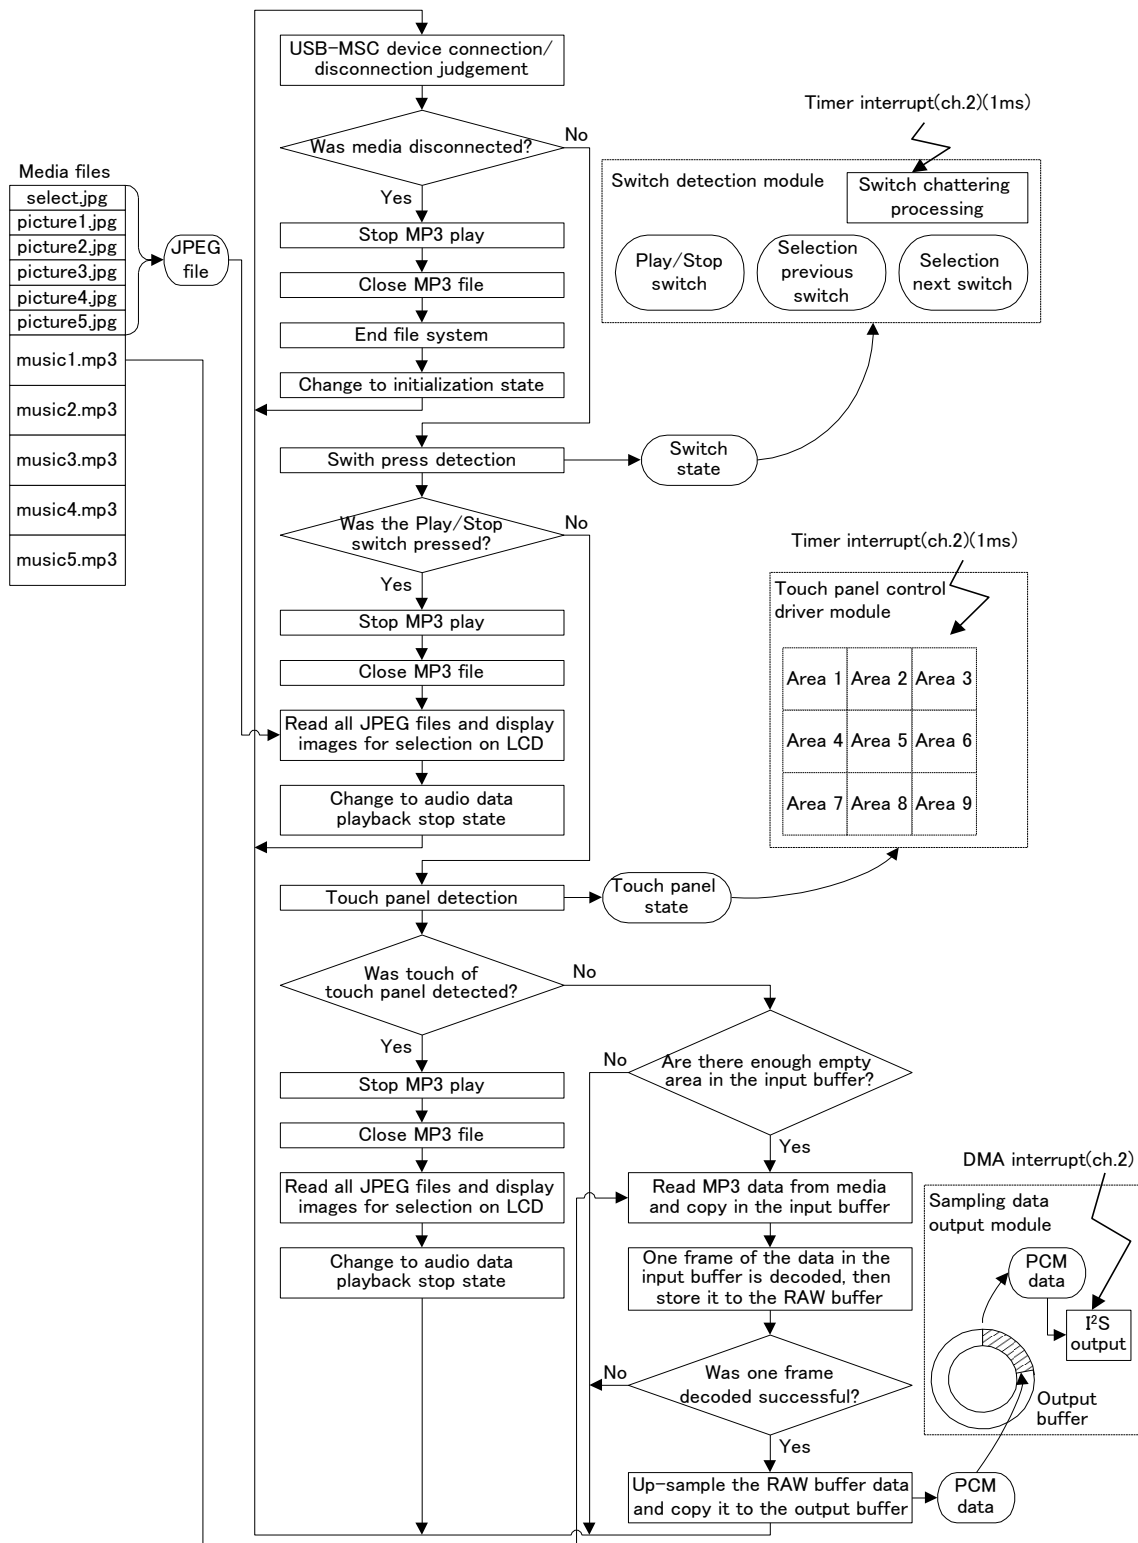 USB-MSC device connection/
disconnection judgement
Was media disconnected?
No
Yes
Stop MP3 play
Close MP3 file
End file system
Change to initialization state
Timer interrupt(ch.2)(1ms)
Switch detection module
Switch chattering
processing
Play/Stop
switch
Selection
previous
switch
Selection
next switch
Media files
select.jpg
picture1.jpg
picture2.jpg
picture3.jpg
picture4.jpg
picture5.jpg
music1.mp3
music2.mp3
music3.mp3
music4.mp3
music5.mp3
JPEG
file
Swith press detection
Switch
state
Was the Play/Stop
switch pressed?
No
Yes
Stop MP3 play
Close MP3 file
Read all JPEG files and display
images for selection on LCD
Change to audio data
playback stop state
Timer interrupt(ch.2)(1ms)
Touch panel control
driver module
Area 1
Area 2
Area 3
Area 4
Area 5
Area 6
Area 7
Area 8
Area 9
Touch panel detection
Touch panel
state
Was touch of
touch panel detected?
No
Yes
Stop MP3 play
Close MP3 file
Read all JPEG files and display
images for selection on LCD
Change to audio data
playback stop state
Are there enough empty
area in the input buffer?
No
Yes
Read MP3 data from media
and copy in the input buffer
One frame of the data in the
input buffer is decoded, then
store it to the RAW buffer
Was one frame
decoded successful?
No
Yes
Up-sample the RAW buffer data
and copy it to the output buffer
PCM
data
DMA interrupt(ch.2)
Sampling data
output module
PCM
data
I²S
output
Output
buffer